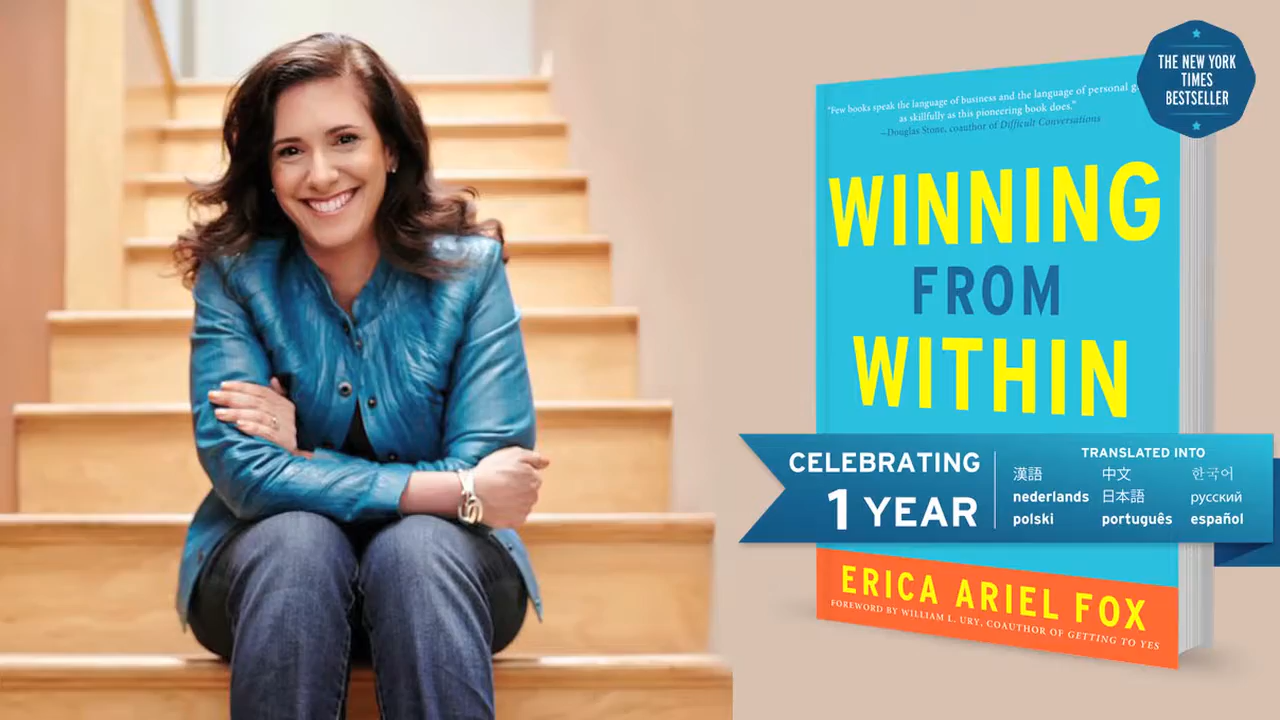 THE NEW YORK
TIMES
BESTSELLER
“Few books speak the language of business and the language of personal
as skillfully as this pioneering book does.”
—Douglas Stone, coauthor of Difficult Conversations
WINNING
FROM
WITHIN
CELEBRATING
1 YEAR
TRANSLATED INTO
漢語 中文 한국어
nederlands 日本語 русский
polski português español
ERICA ARIEL FOX
FOREWORD BY WILLIAM L. URY, COAUTHOR OF GETTING TO YES